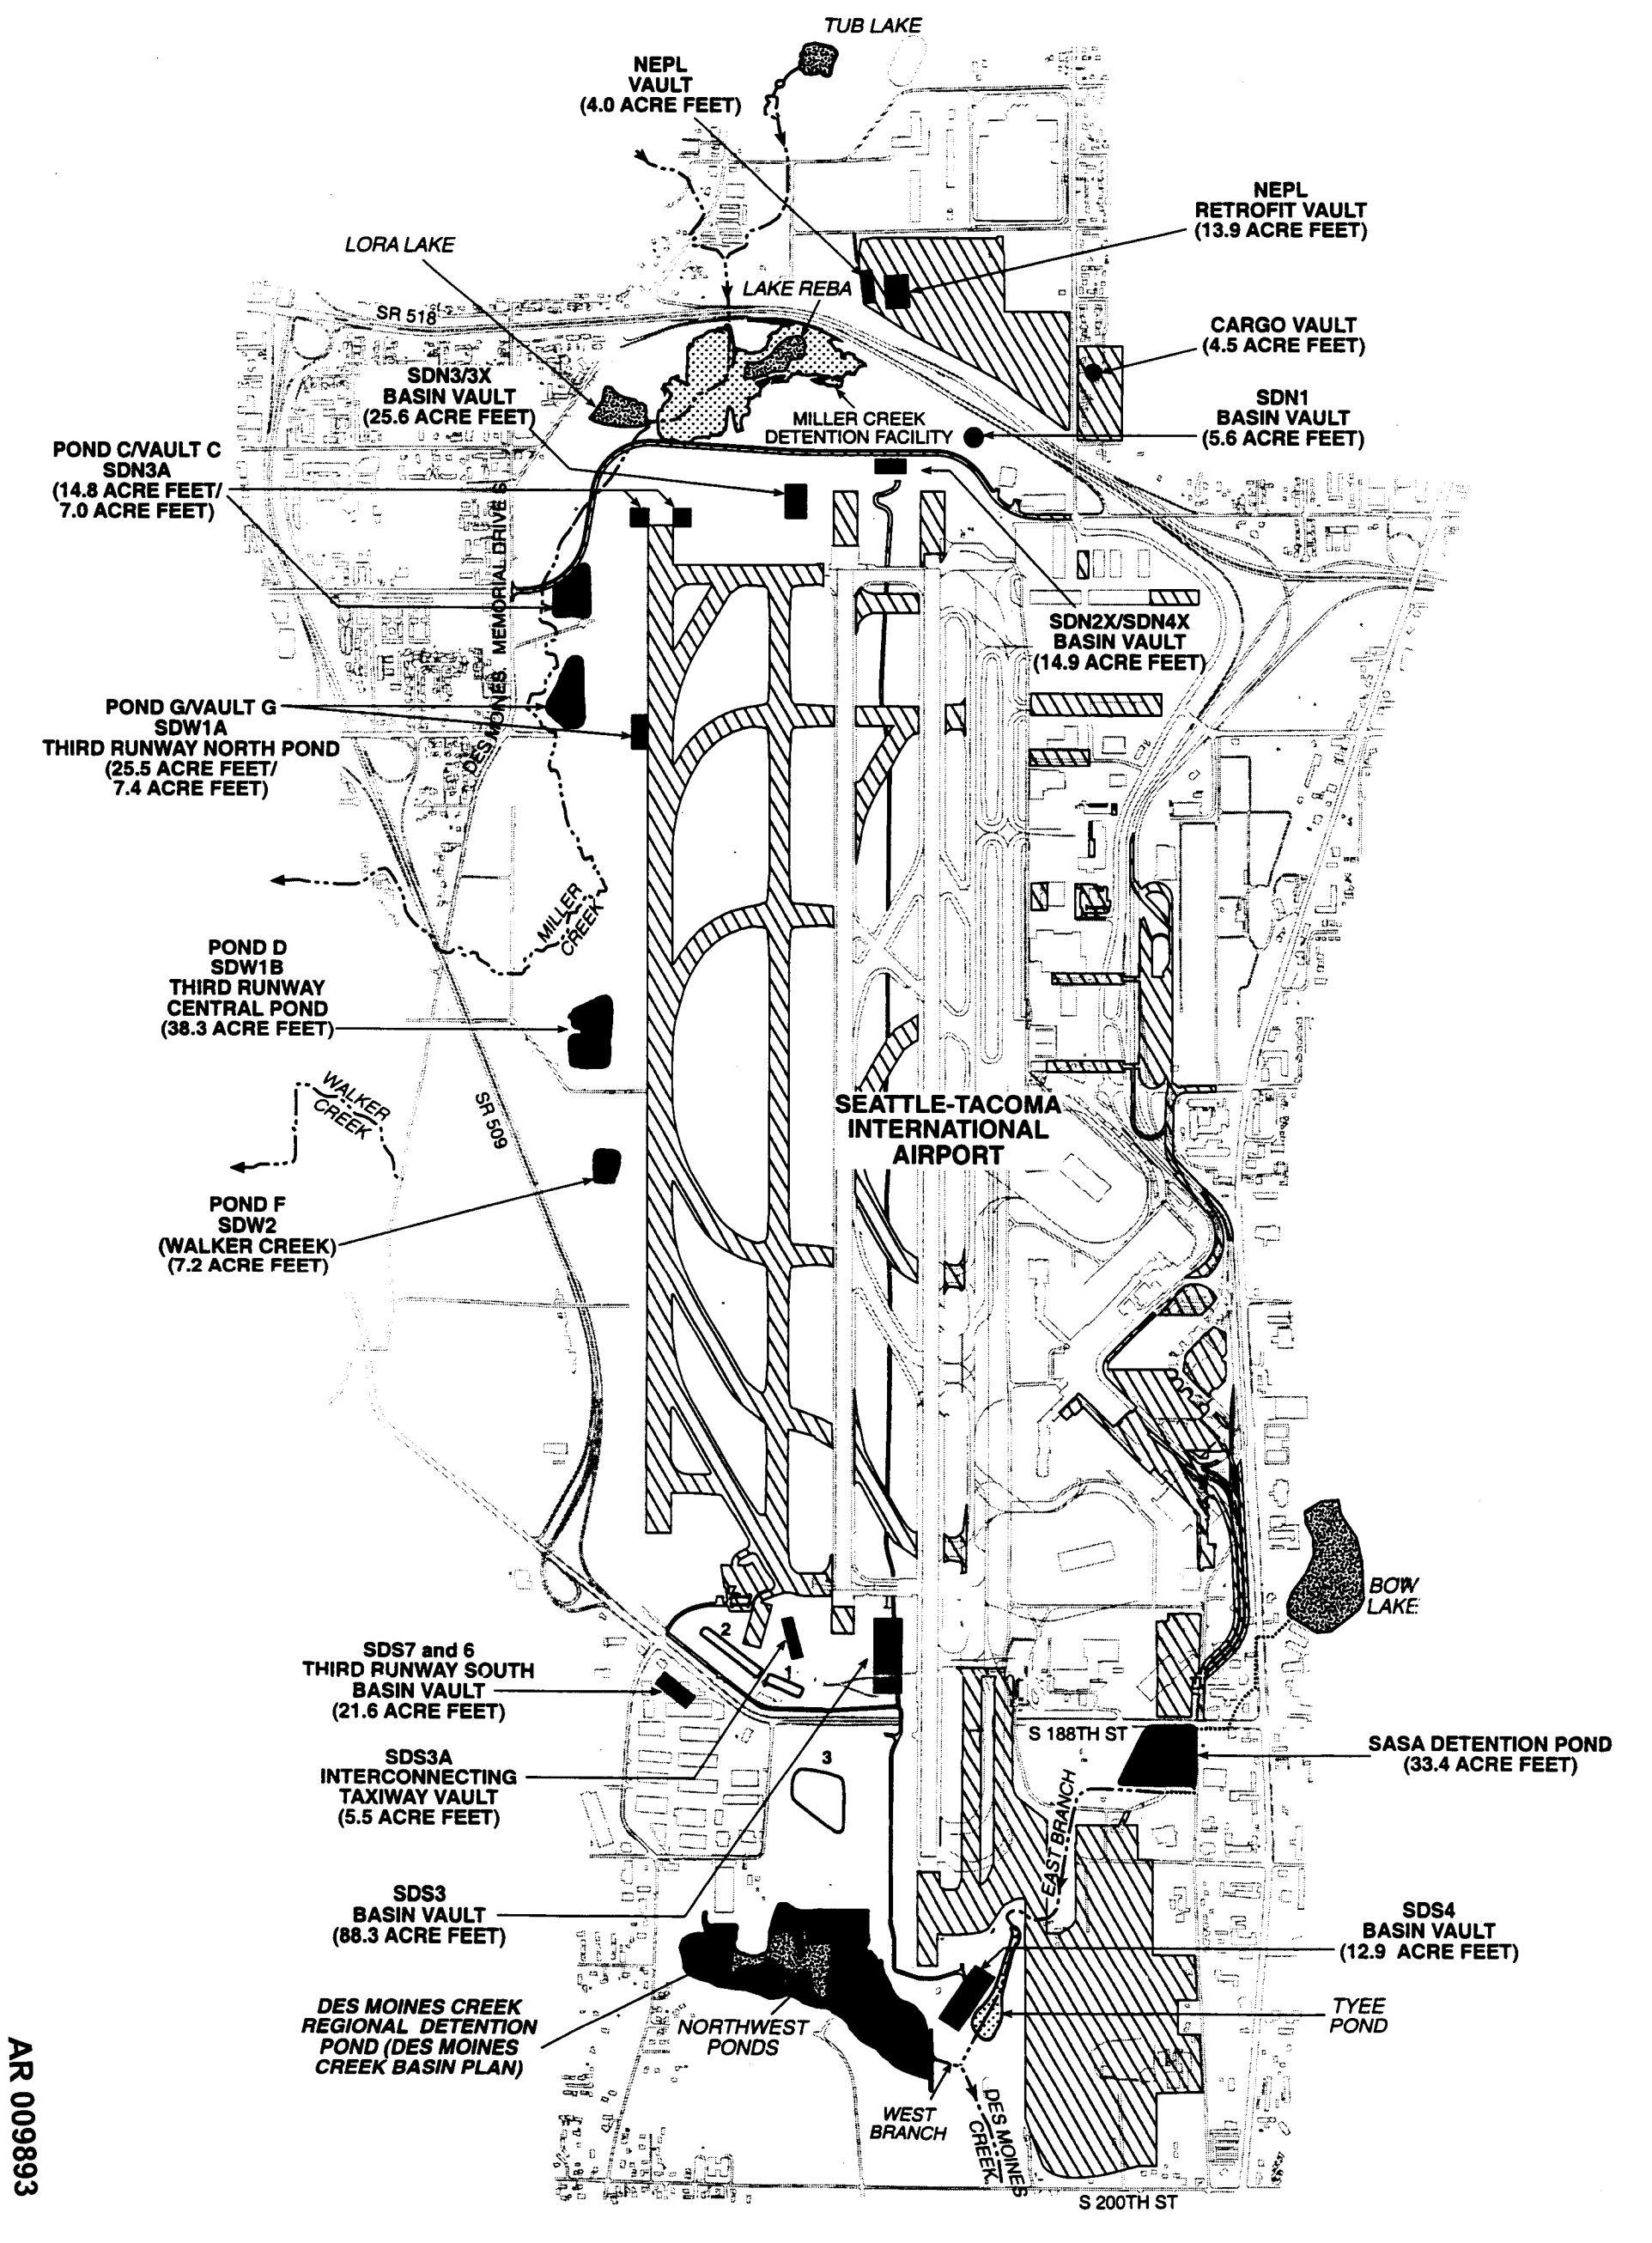 TUB LAKE
NEPL
VAULT
(4.0 ACRE FEET)
NEPL
RETROFIT VAULT
(13.9 ACRE FEET)
LORA LAKE
LAKE REBA
SR 518
CARGO VAULT
(4.5 ACRE FEET)
SDN3/3X
BASIN VAULT
(25.6 ACRE FEET)
SDN1
BASIN VAULT
(5.6 ACRE FEET)
MILLER CREEK
DETENTION FACILITY
POND C/VAULT C
SDN3A
(14.8 ACRE FEET/
7.0 ACRE FEET)
DES MOINES MEMORIAL DRIVE S
SDN2X/SDN4X
BASIN VAULT
(14.9 ACRE FEET)
POND G/VAULT G
SDW1A
THIRD RUNWAY NORTH POND
(25.5 ACRE FEET/
7.4 ACRE FEET)
MILLER
CREEK
POND D
SDW1B
THIRD RUNWAY
CENTRAL POND
(38.3 ACRE FEET)
WALKER
CREEK
SR 509
SEATTLE-TACOMA
INTERNATIONAL
AIRPORT
POND F
SDW2
(WALKER CREEK)
(7.2 ACRE FEET)
BOW
LAKE
2
1
SDS7 and 6
THIRD RUNWAY SOUTH
BASIN VAULT
(21.6 ACRE FEET)
S 188TH ST
SASA DETENTION POND
(33.4 ACRE FEET)
SDS3A
INTERCONNECTING
TAXIWAY VAULT
(5.5 ACRE FEET)
3
EAST BRANCH
SDS3
BASIN VAULT
(88.3 ACRE FEET)
SDS4
BASIN VAULT
(12.9 ACRE FEET)
DES MOINES CREEK
REGIONAL DETENTION
POND (DES MOINES
CREEK BASIN PLAN)
NORTHWEST
PONDS
TYEE
POND
WEST
BRANCH
DES MOINES
CREEK
S 200TH ST
AR 009893